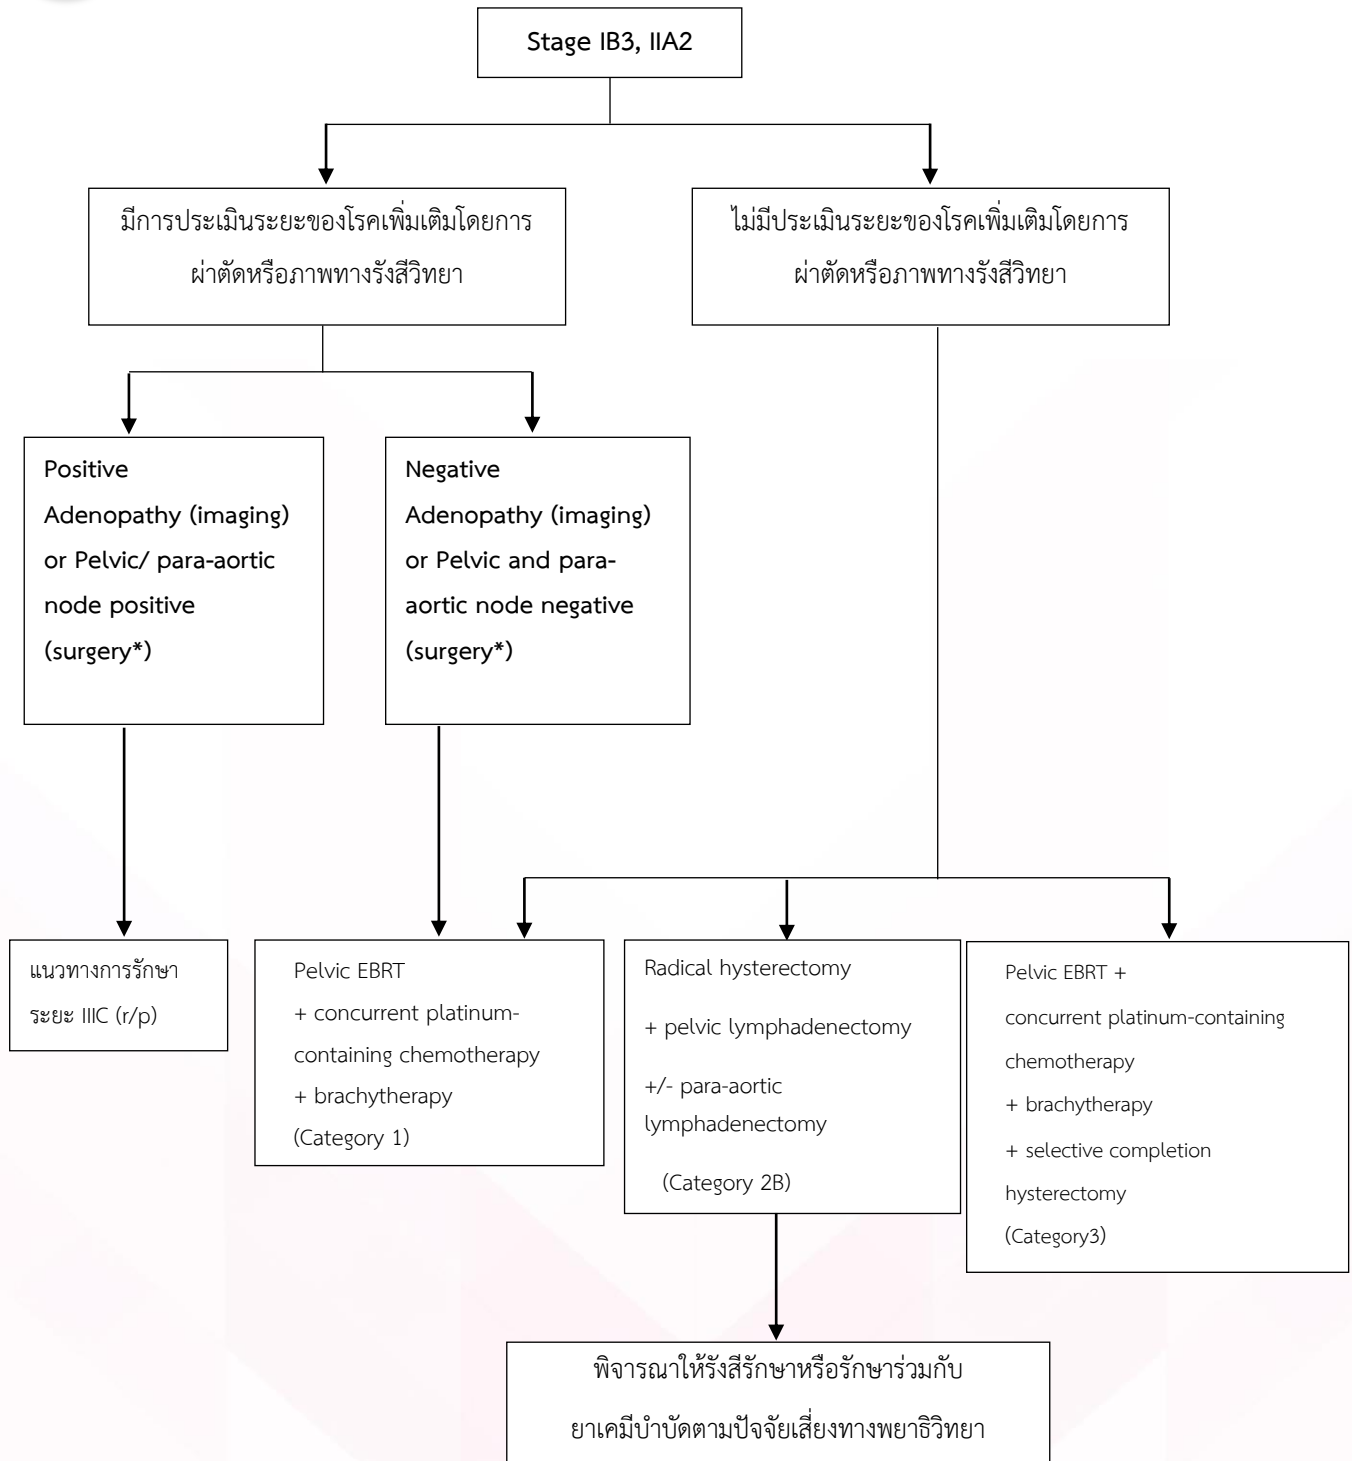 Stage IB3, IIA2
มีการประเมินระยะของโรคเพิ่มเติมโดยการ
ผ่าตัดหรือภาพทางรังสีวิทยา
ไม่มีประเมินระยะของโรคเพิ่มเติมโดยการ
ผ่าตัดหรือภาพทางรังสีวิทยา
Positive
Adenopathy (imaging)
or Pelvic/ para-aortic
node positive
(surgery*)
Negative
Adenopathy (imaging)
or Pelvic and para-
aortic node negative
(surgery*)
แนวทางการรักษา
ระยะ IIIC (r/p)
Pelvic EBRT
+ concurrent platinum-
containing chemotherapy
+ brachytherapy
(Category 1)
Radical hysterectomy
+ pelvic lymphadenectomy
+/- para-aortic
lymphadenectomy
(Category 2B)
Pelvic EBRT +
concurrent platinum-containing
chemotherapy
+ brachytherapy
+ selective completion
hysterectomy
(Category3)
พิจารณาให้รังสีรักษาหรือรักษาร่วมกับ
ยาเคมีบำบัดตามปัจจัยเสี่ยงทางพยาธิวิทยา